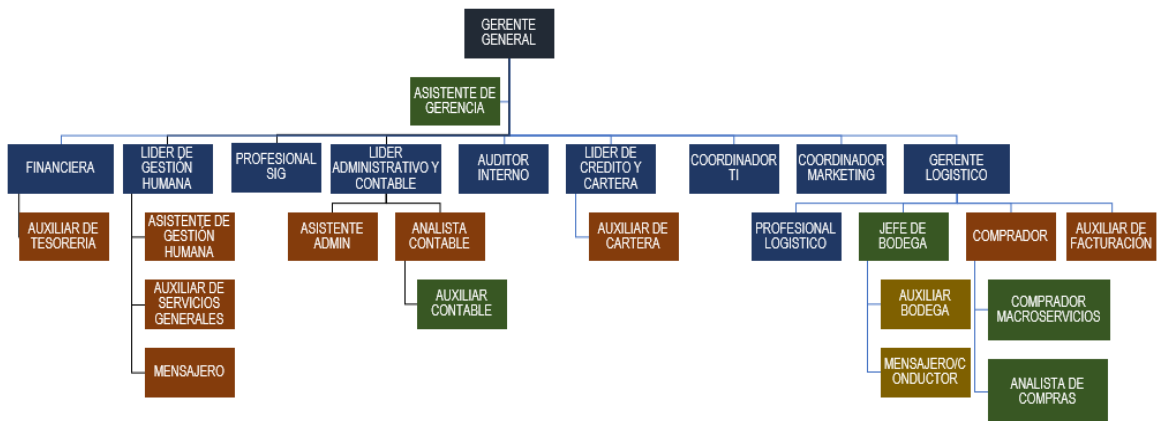 GERENTE
GENERAL
ASISTENTE DE
GERENCIA
FINANCIERA
LIDER DE
GESTIÓN
HUMANA
PROFESIONAL
SIG
LIDER
ADMINISTRATIVO Y
CONTABLE
AUDITOR
INTERNO
LIDER DE
CREDITO Y
CARTERA
COORDINADOR
TI
COORDINADOR
MARKETING
GERENTE
LOGISTICO
AUXILIAR DE
TESORERIA
ASISTENTE DE
GESTIÓN
HUMANA
ASISTENTE
ADMIN
ANALISTA
CONTABLE
AUXILIAR DE
CARTERA
PROFESIONAL
LOGISTICO
JEFE DE
BODEGA
COMPRADOR
AUXILIAR DE
FACTURACIÓN
AUXILIAR DE
SERVICIOS
GENERALES
AUXILIAR
CONTABLE
AUXILIAR
BODEGA
COMPRADOR
MACROSERVICIOS
MENSAJERO
MENSAJERO/C
ONDUCTOR
ANALISTA DE
COMPRAS